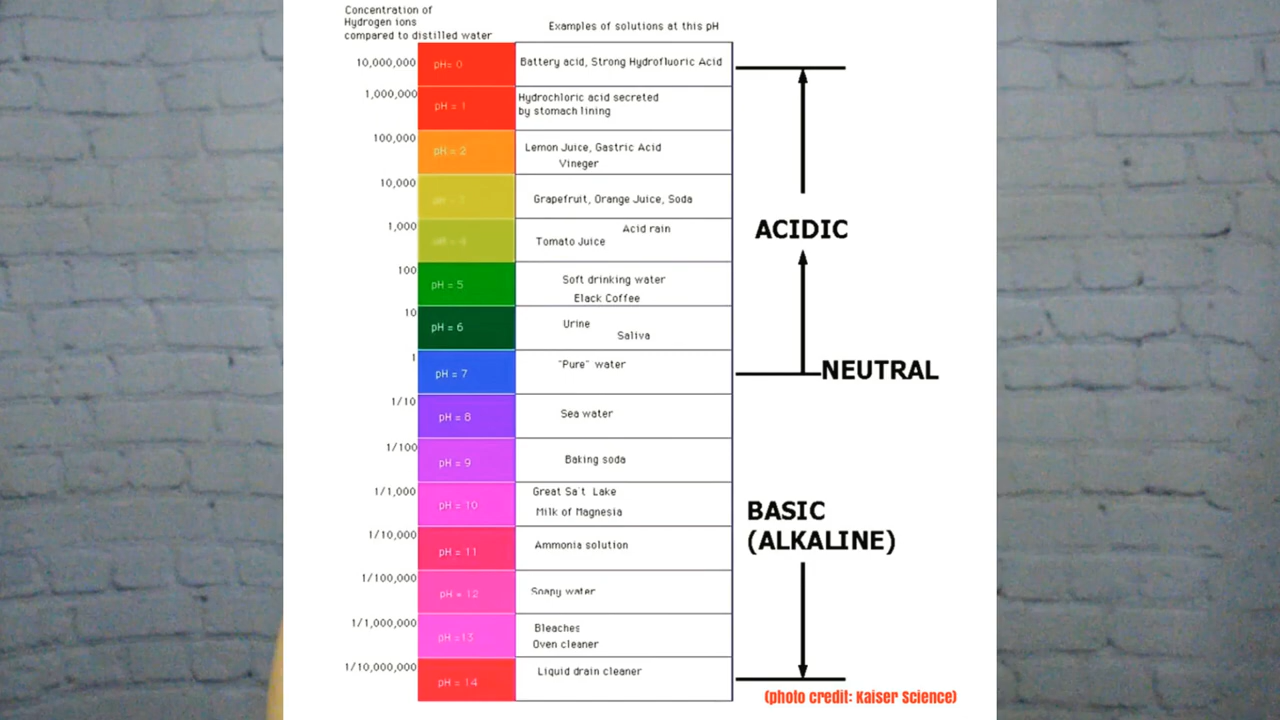 Concentration of
Hydrogen ions
compared to distilled water
Examples of solutions at this pH
10,000,000 pH= 0 Battery acid, Strong Hydrofluoric Acid
1,000,000 pH = 1 Hydrochloric acid secreted
by stomach lining
100,000 pH = 2 Lemon Juice, Gastric Acid
Vineger
10,000 Grapefruit, Orange Juice, Soda
1,000 pH = 4 Acid rain
Tomato Juice
ACIDIC
100 pH = 5 Soft drinking water
Elack Coffee
10 pH = 6 Urine
Saliva
1 pH = 7 "Pure" water
NEUTRAL
1/10 pH = 8 Sea water
1/100 pH = 9 Baking soda
1/1,000 pH = 10 Great Sa t Lake
Milk of Magnesia
BASIC
(ALKALINE)
1/10,000 pH = 11 Ammonia solution
1/100,000 pH = 12 Soapy water
1/1,000,000 pH =13 Bleaches
Oven cleaner
1/10,000,000 pH = 14 Liquid drain cleaner
(photo credit: Kaiser Science)